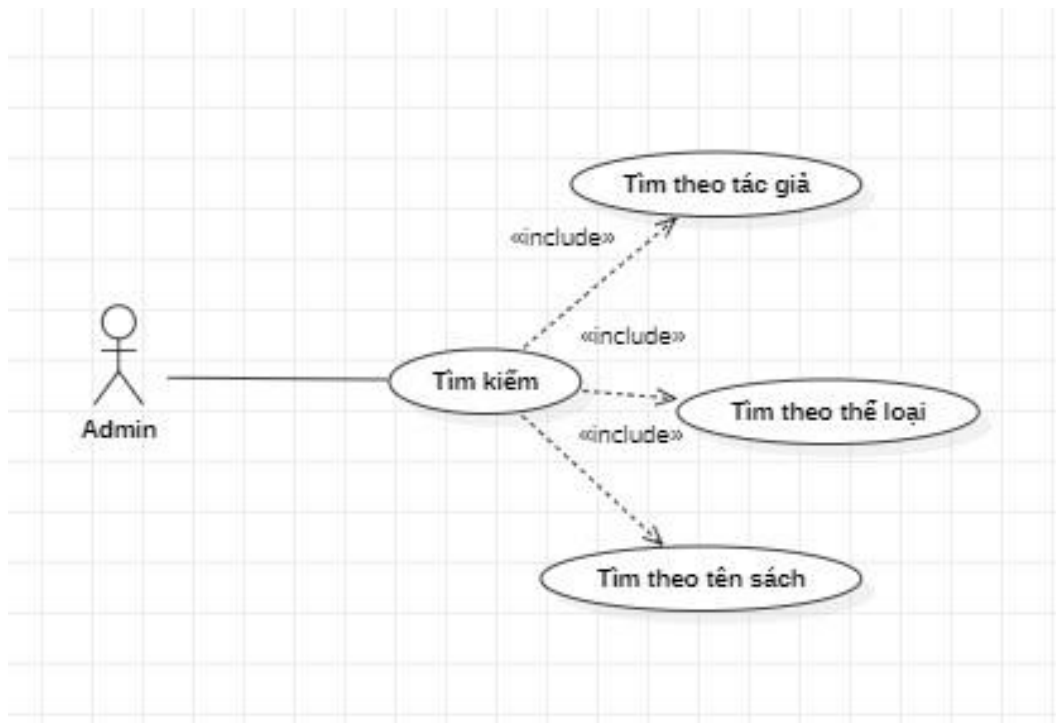 Tìm theo tác giả
«include»
«include»
Tìm kiếm
Tìm theo thể loại
Admin
«include»
Tìm theo tên sách